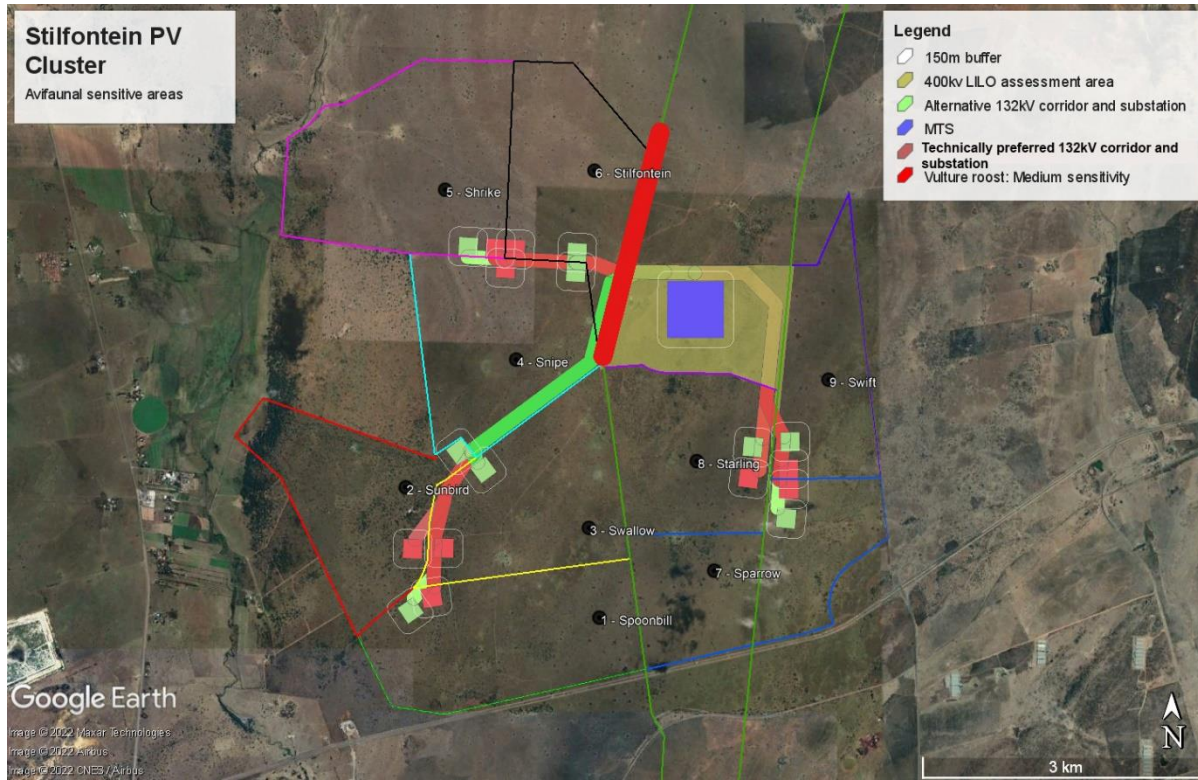 Stilfontein PV
Cluster
Avifaunal sensitive areas
Legend
150m buffer
400kv LILO assessment area
Alternative 132kV corridor and substation
MTS
Technically preferred 132kV corridor and
substation
Vulture roost: Medium sensitivity
6 - Stilfontein
5 - Shrike
4 - Snipe
9 - Swift
8 - Starling
2 - Sunbird
3 - Swallow
7 - Sparrow
1 - Spoonbill
Google Earth
Image © 2022 Maxar Technologies
Image © 2022 Airbus
Image © 2022 CNES / Airbus
N
3 km